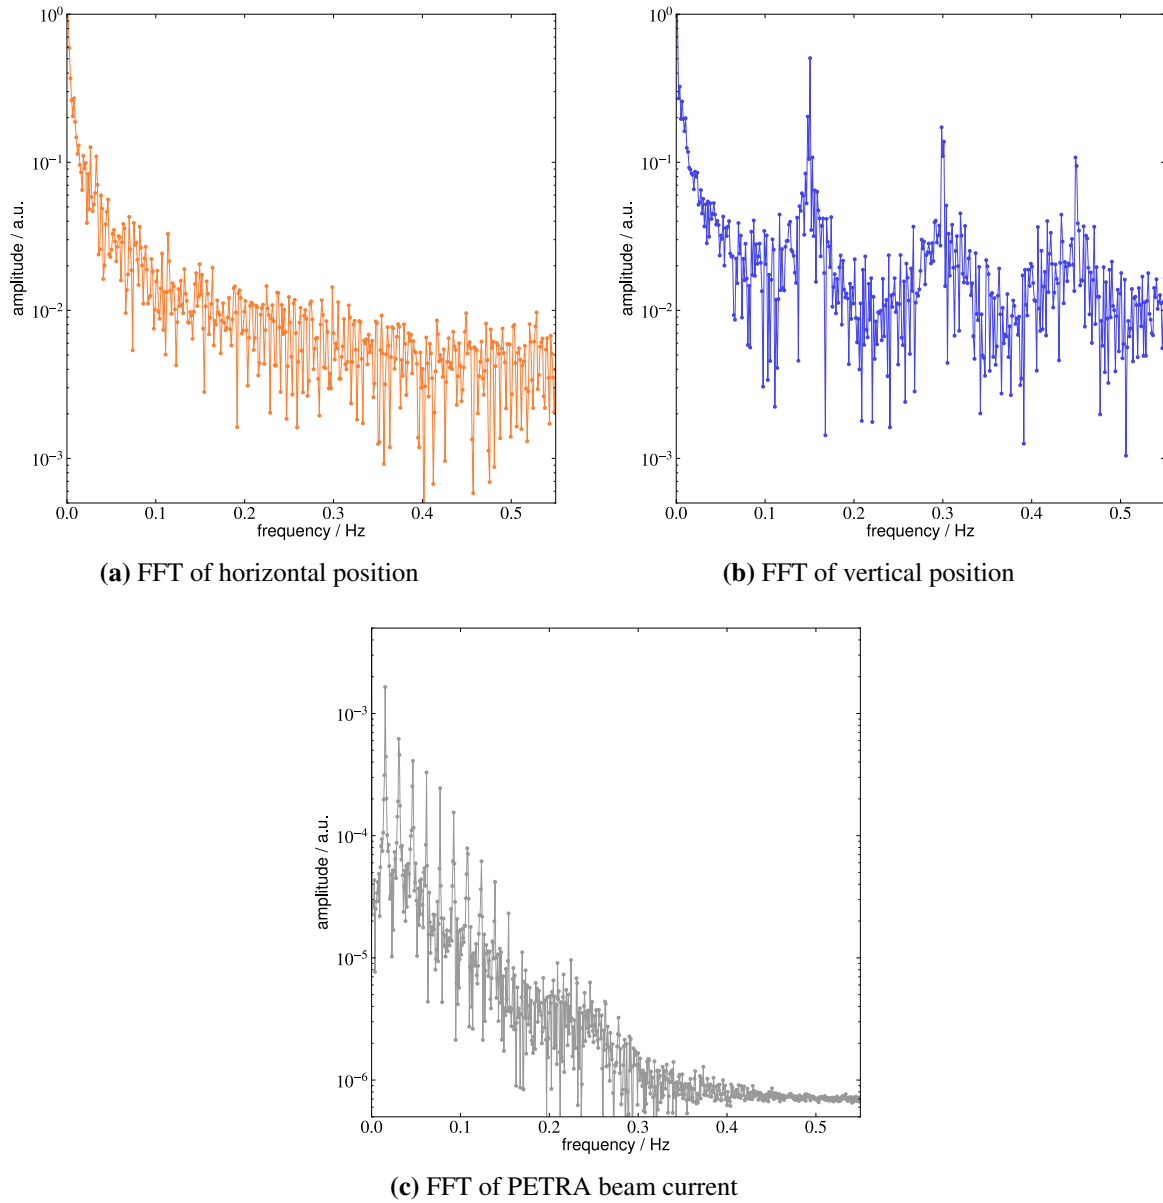 10⁰
10⁻¹
10⁻²
10⁻³
amplitude / a.u.
0.0 0.1 0.2 0.3 0.4 0.5
frequency / Hz
(a) FFT of horizontal position
10⁰
10⁻¹
10⁻²
10⁻³
amplitude / a.u.
0.0 0.1 0.2 0.3 0.4 0.5
frequency / Hz
(b) FFT of vertical position
10⁻³
10⁻⁴
10⁻⁵
10⁻⁶
amplitude / a.u.
0.0 0.1 0.2 0.3 0.4 0.5
frequency / Hz
(c) FFT of PETRA beam current